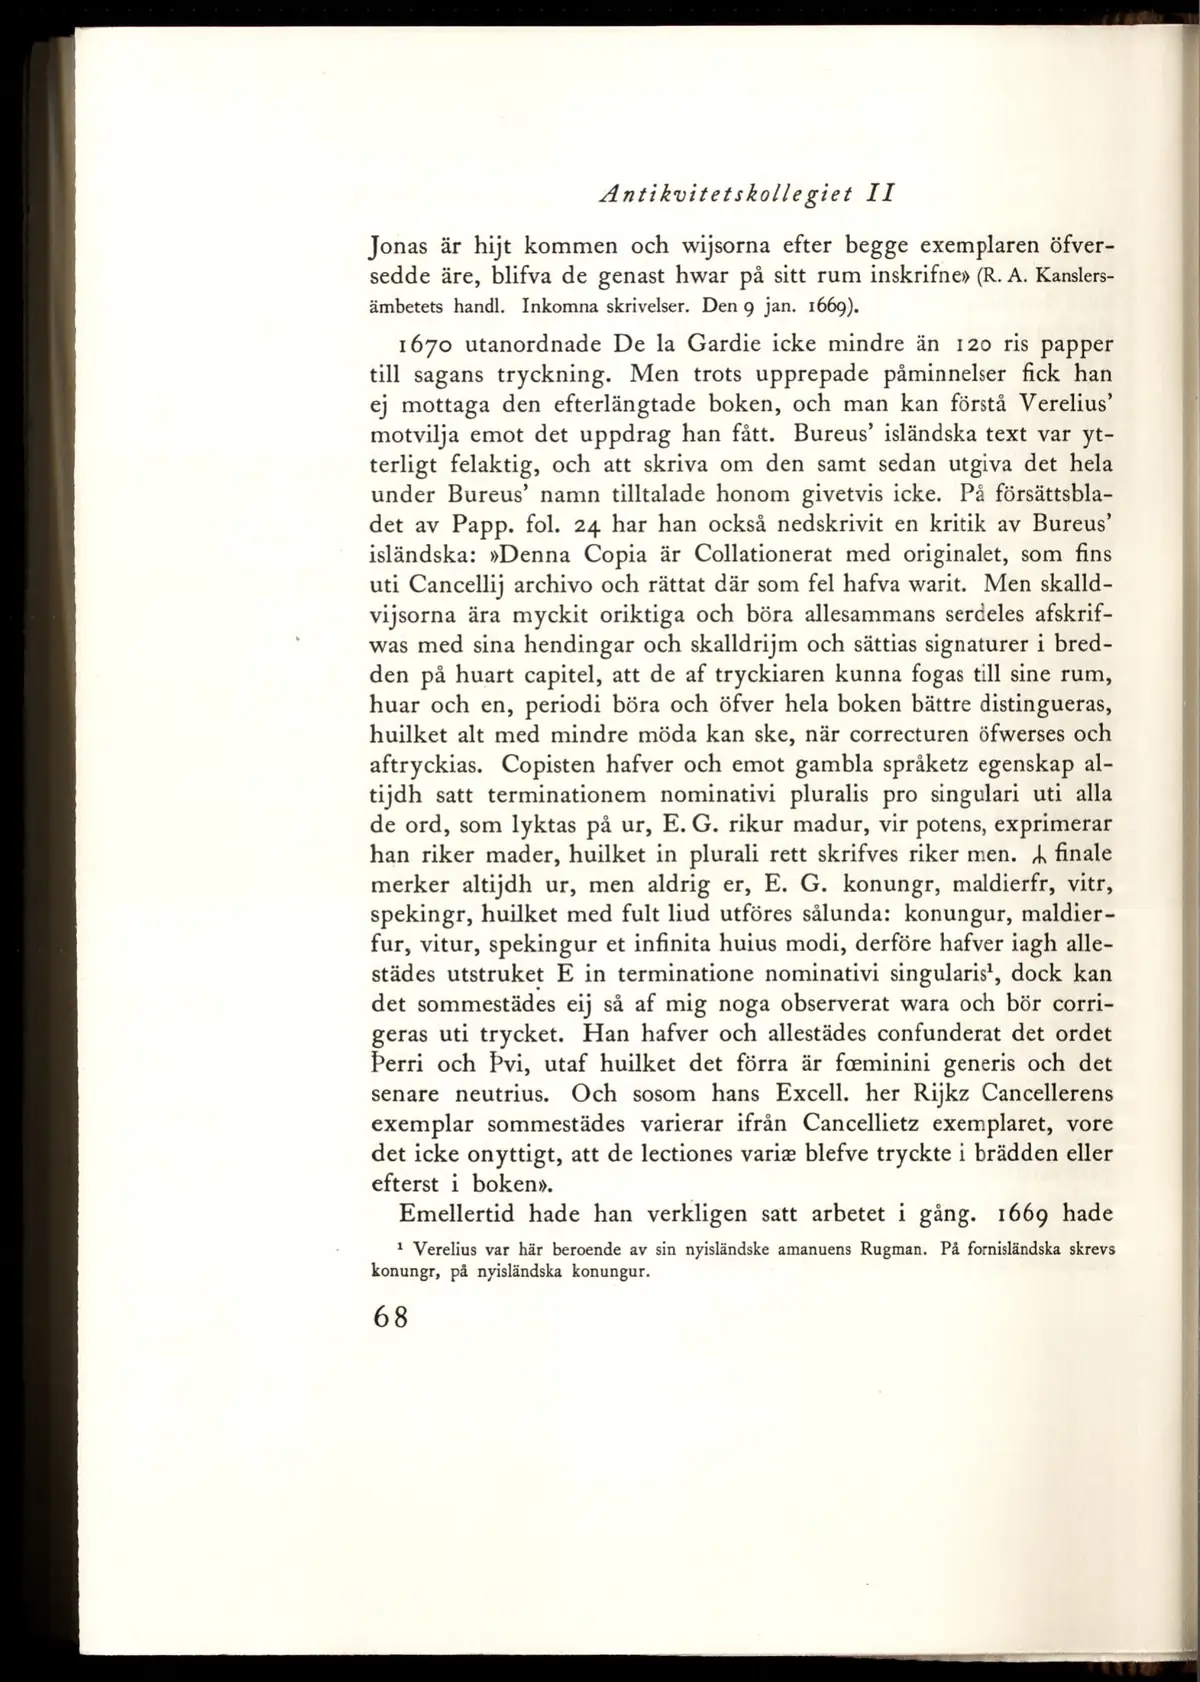 Antikvitetskollegiet II
Jonas är hijt kommen och wijsorna efter begge exemplaren öfver-
sedde äre, blifva de genast hwar på sitt rum inskrifne» (R. A. Kanslers-
ämbetets handl. Inkomna skrivelser. Den 9 jan. 1669).
1670 utanordnade De la Gardie icke mindre än 120 ris papper
till sagans tryckning. Men trots upprepade påminnelser fick han
ej mottaga den efterlängtade boken, och man kan förstå Verelius’
motvilja emot det uppdrag han fått. Bureus’ isländska text var yt-
terligt felaktig, och att skriva om den samt sedan utgiva det hela
under Bureus’ namn tilltalade honom givetvis icke. På försättsbla-
det av Papp. fol. 24 har han också nedskrivit en kritik av Bureus’
isländska: »Denna Copia är Collationerat med originalet, som fins
uti Cancellij archivo och rättat där som fel hafva warit. Men skalld-
vijsorna ära myckit oriktiga och böra allesammans serdeles afskrif-
was med sina hendingar och skalldrijm och sättias signaturer i bred-
den på huart capitel, att de af tryckiaren kunna fogas till sine rum,
huar och en, periodi böra och öfver hela boken bättre distingueras,
huilket alt med mindre möda kan ske, när correcturen öfwerses och
aftryckias. Copisten hafver och emot gambla språketz egenskap al-
tijdh satt terminationem nominativi pluralis pro singulari uti alla
de ord, som lyktas på ur, E. G. rikur madur, vir potens, exprimerar
han riker mader, huilket in plurali rett skrifves riker men. ᛦ finale
merker altijdh ur, men aldrig er, E. G. konungr, maldierfr, vitr,
spekingr, huilket med fult liud utföres sålunda: konungur, maldier-
fur, vitur, spekingur et infinita huius modi, derföre hafver iagh alle-
städes utstruket E in terminatione nominativi singularis¹, dock kan
det sommestädes eij så af mig noga observerat wara och bör corri-
geras uti trycket. Han hafver och allestädes confunderat det ordet
Þerri och Þvi, utaf huilket det förra är fœminini generis och det
senare neutrius. Och sosom hans Excell. her Rijkz Cancellerens
exemplar sommestädes varierar ifrån Cancellietz exemplaret, vore
det icke onyttigt, att de lectiones variæ blefve tryckte i brädden eller
efterst i boken».
Emellertid hade han verkligen satt arbetet i gång. 1669 hade
¹ Verelius var här beroende av sin nyisländske amanuens Rugman. På fornisländska skrevs
konungr, på nyisländska konungur.
68